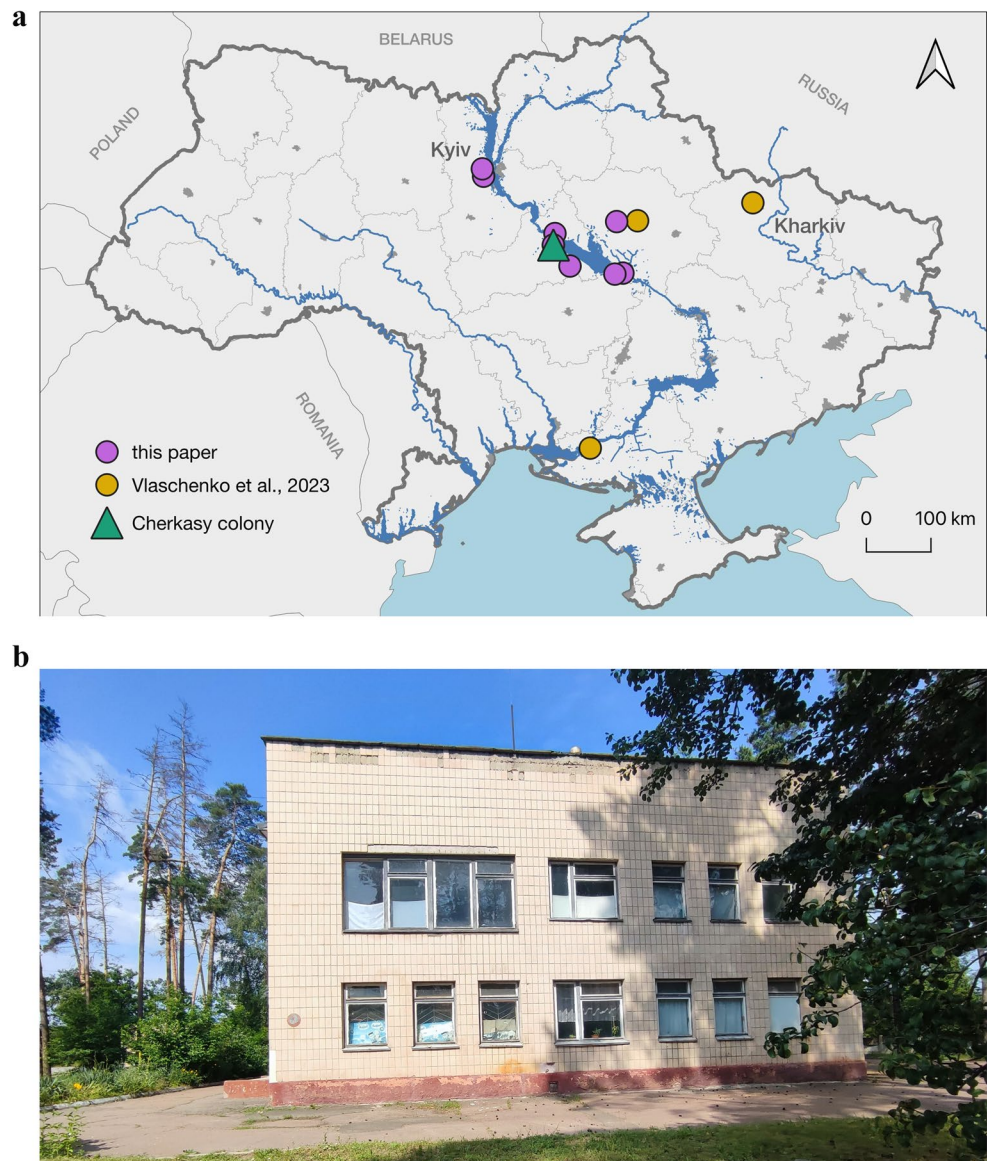 a
BELARUS
POLAND
RUSSIA
Kyiv
Kharkiv
ROMANIA
this paper
Vlaschenko et al., 2023
Cherkasy colony
0 100 km
b